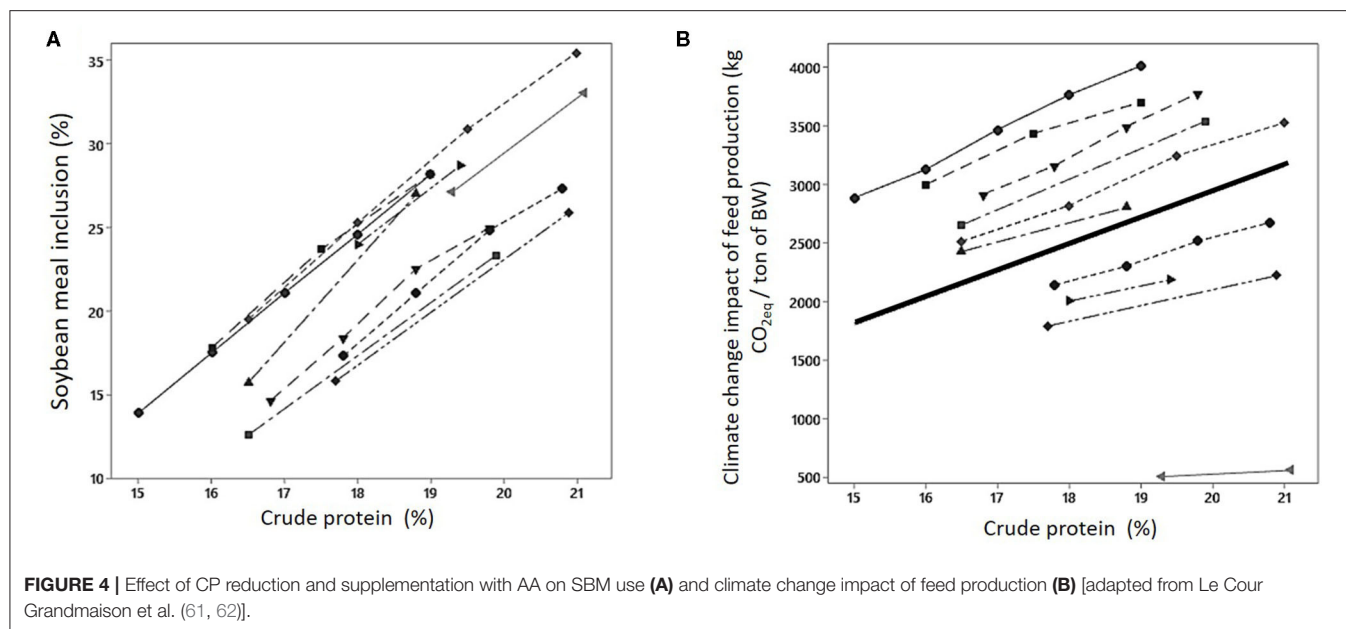 A
Soybean meal inclusion (%)
35
30
25
20
15
10
15 16 17 18 19 20 21
Crude protein (%)
B
Climate change impact of feed production (kg
CO2eq / ton of BW)
4000
3500
3000
2500
2000
1500
1000
500
15 16 17 18 19 20 21
Crude protein (%)
FIGURE 4 | Effect of CP reduction and supplementation with AA on SBM use (A) and climate change impact of feed production (B) [adapted from Le Cour
Grandmaison et al. (61, 62)].